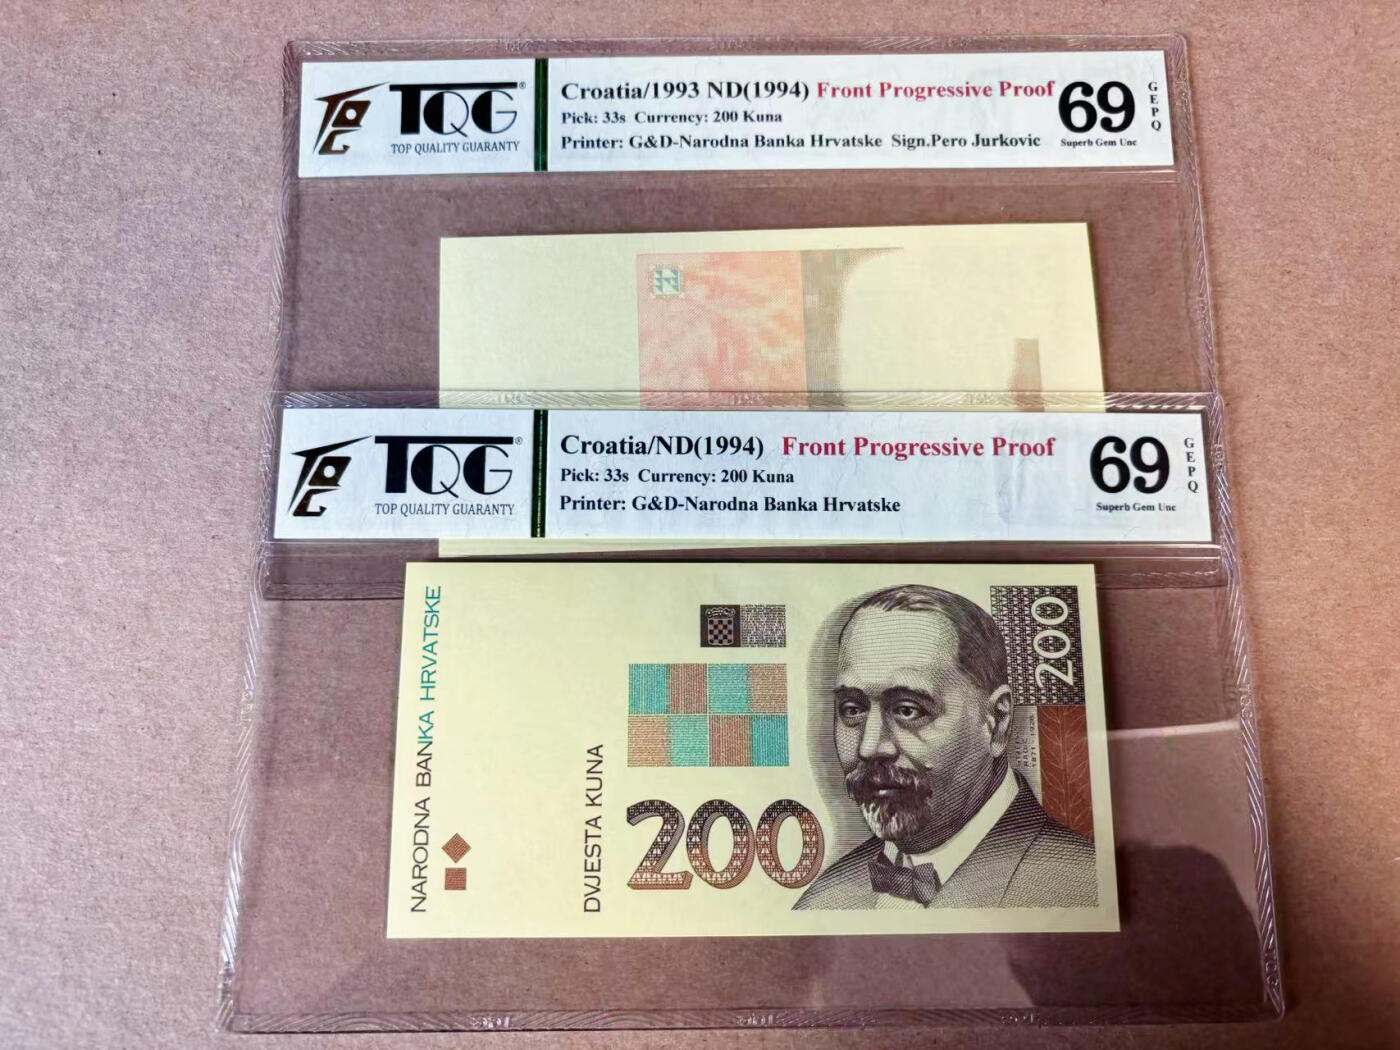 TQG®
TOP QUALITY GUARANTY
Croatia/1993 ND(1994) Front Progressive Proof
Pick: 33s Currency: 200 Kuna
Printer: G&D-Narodna Banka Hrvatske Sign.Pero Jurkovic
69
Superb Gem Unc
GEPQ
TQG®
TOP QUALITY GUARANTY
Croatia/ND(1994) Front Progressive Proof
Pick: 33s Currency: 200 Kuna
Printer: G&D-Narodna Banka Hrvatske
69
Superb Gem Unc
GEPQ
NARODNA BANKA HRVATSKE
DVJESTA KUNA
200
200
RADIĆ
1871 - 1928